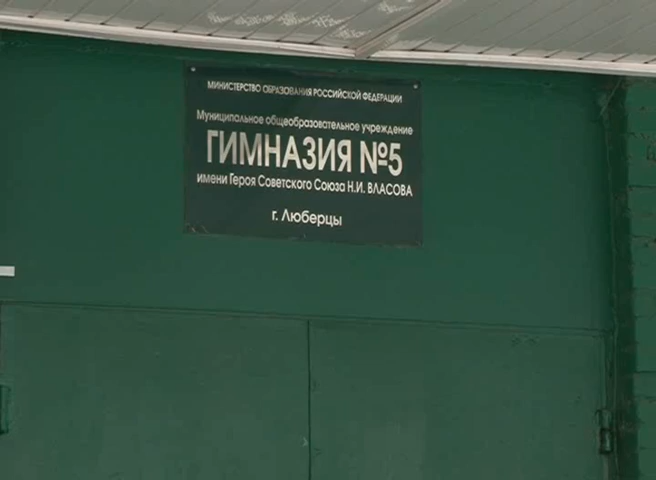 МИНИСТЕРСТВО ОБРАЗОВАНИЯ РОССИЙСКОЙ ФЕДЕРАЦИИ
Муниципальное общеобразовательное учреждение
ГИМНАЗИЯ №5
имени Героя Советского Союза Н.И. ВЛАСОВА
г. Люберцы